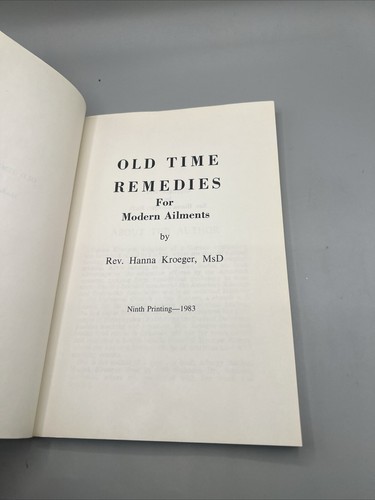 OLD TIME
REMEDIES
For
Modern Ailments
by
Rev. Hanna Kroeger, MsD
Ninth Printing—1983